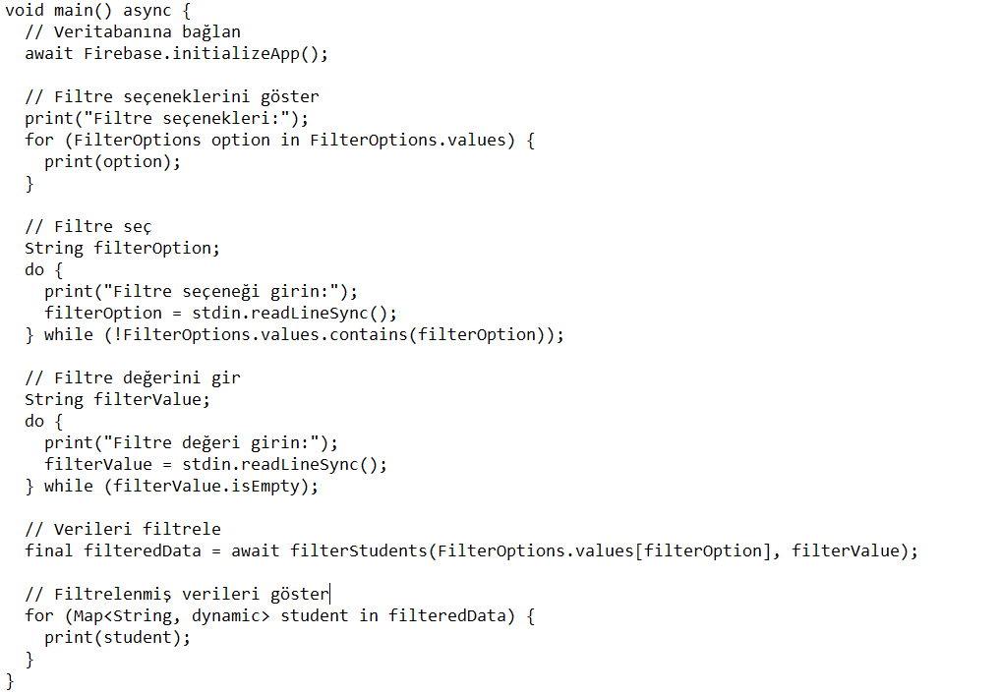 void main() async {
  // Veritabanına bağlan
  await Firebase.initializeApp();

  // Filtre seçeneklerini göster
  print("Filtre seçenekleri:");
  for (FilterOptions option in FilterOptions.values) {
    print(option);
  }

  // Filtre seç
  String filterOption;
  do {
    print("Filtre seçeneği girin:");
    filterOption = stdin.readLineSync();
  } while (!FilterOptions.values.contains(filterOption));

  // Filtre değerini gir
  String filterValue;
  do {
    print("Filtre değeri girin:");
    filterValue = stdin.readLineSync();
  } while (filterValue.isEmpty);

  // Verileri filtrele
  final filteredData = await filterStudents(FilterOptions.values[filterOption], filterValue);

  // Filtrelenmiş verileri göster
  for (Map<String, dynamic> student in filteredData) {
    print(student);
  }
}